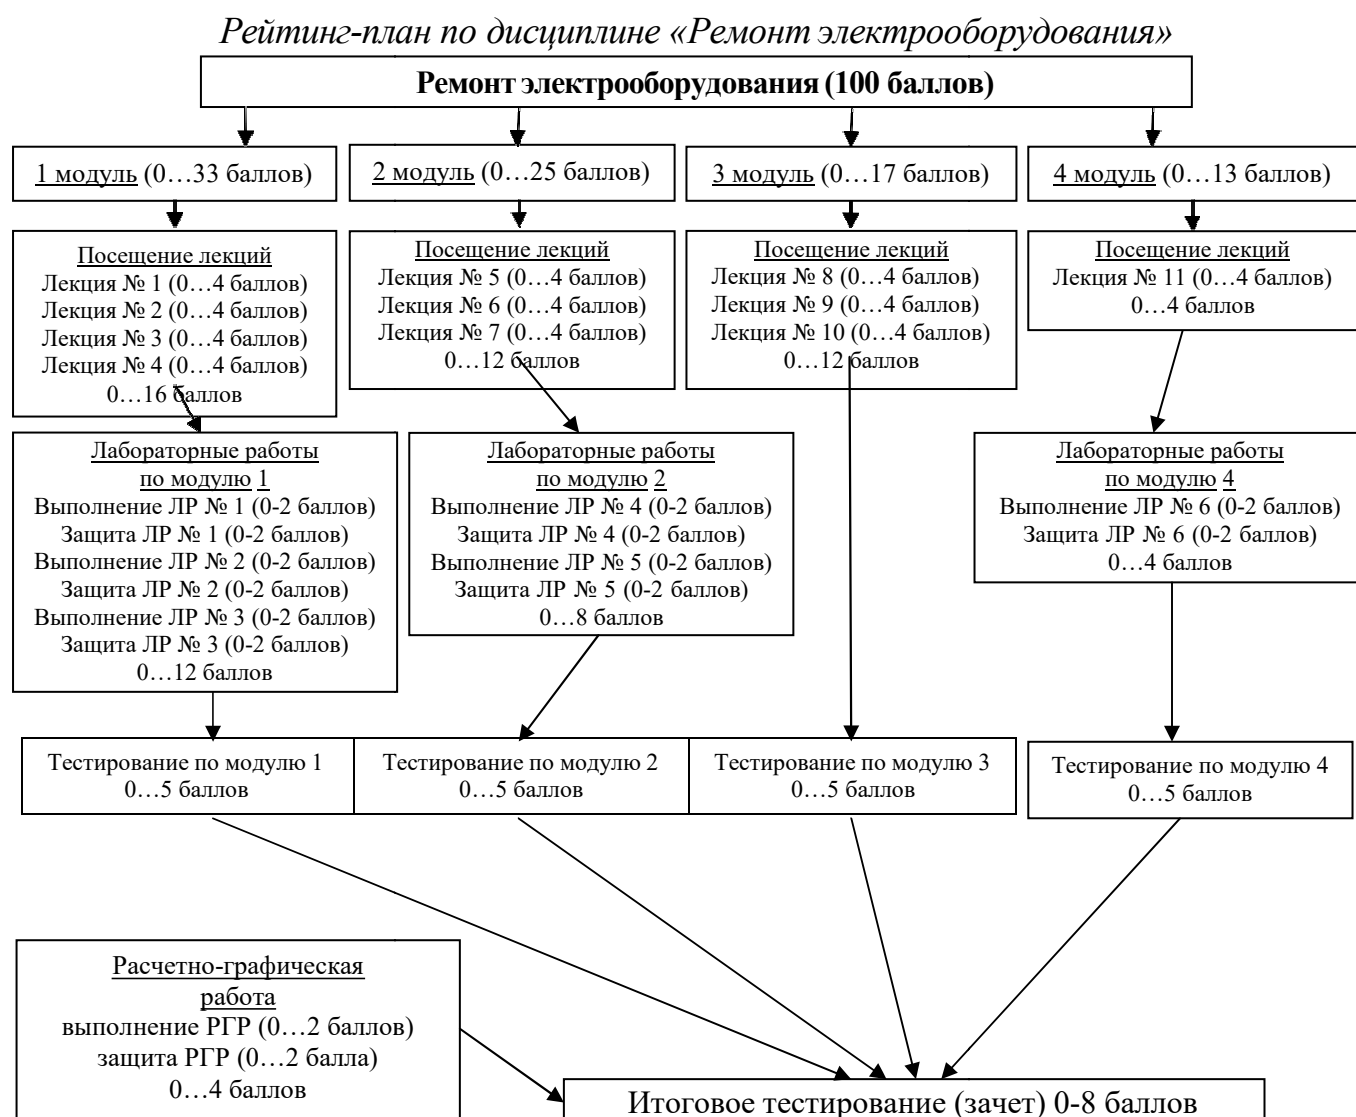 Рейтинг-план по дисциплине «Ремонт электрооборудования»
Ремонт электрооборудования (100 баллов)
1 модуль (0…33 баллов)
2 модуль (0…25 баллов)
3 модуль (0…17 баллов)
4 модуль (0…13 баллов)
Посещение лекций
Лекция № 1 (0…4 баллов)
Лекция № 2 (0…4 баллов)
Лекция № 3 (0…4 баллов)
Лекция № 4 (0…4 баллов)
0…16 баллов
Посещение лекций
Лекция № 5 (0…4 баллов)
Лекция № 6 (0…4 баллов)
Лекция № 7 (0…4 баллов)
0…12 баллов
Посещение лекций
Лекция № 8 (0…4 баллов)
Лекция № 9 (0…4 баллов)
Лекция № 10 (0…4 баллов)
0…12 баллов
Посещение лекций
Лекция № 11 (0…4 баллов)
0…4 баллов
Лабораторные работы
по модулю 1
Выполнение ЛР № 1 (0-2 баллов)
Защита ЛР № 1 (0-2 баллов)
Выполнение ЛР № 2 (0-2 баллов)
Защита ЛР № 2 (0-2 баллов)
Выполнение ЛР № 3 (0-2 баллов)
Защита ЛР № 3 (0-2 баллов)
0…12 баллов
Лабораторные работы
по модулю 2
Выполнение ЛР № 4 (0-2 баллов)
Защита ЛР № 4 (0-2 баллов)
Выполнение ЛР № 5 (0-2 баллов)
Защита ЛР № 5 (0-2 баллов)
0…8 баллов
Лабораторные работы
по модулю 4
Выполнение ЛР № 6 (0-2 баллов)
Защита ЛР № 6 (0-2 баллов)
0…4 баллов
Тестирование по модулю 1
0…5 баллов
Тестирование по модулю 2
0…5 баллов
Тестирование по модулю 3
0…5 баллов
Тестирование по модулю 4
0…5 баллов
Расчетно-графическая
работа
выполнение РГР (0…2 баллов)
защита РГР (0…2 балла)
0…4 баллов
Итоговое тестирование (зачет) 0-8 баллов